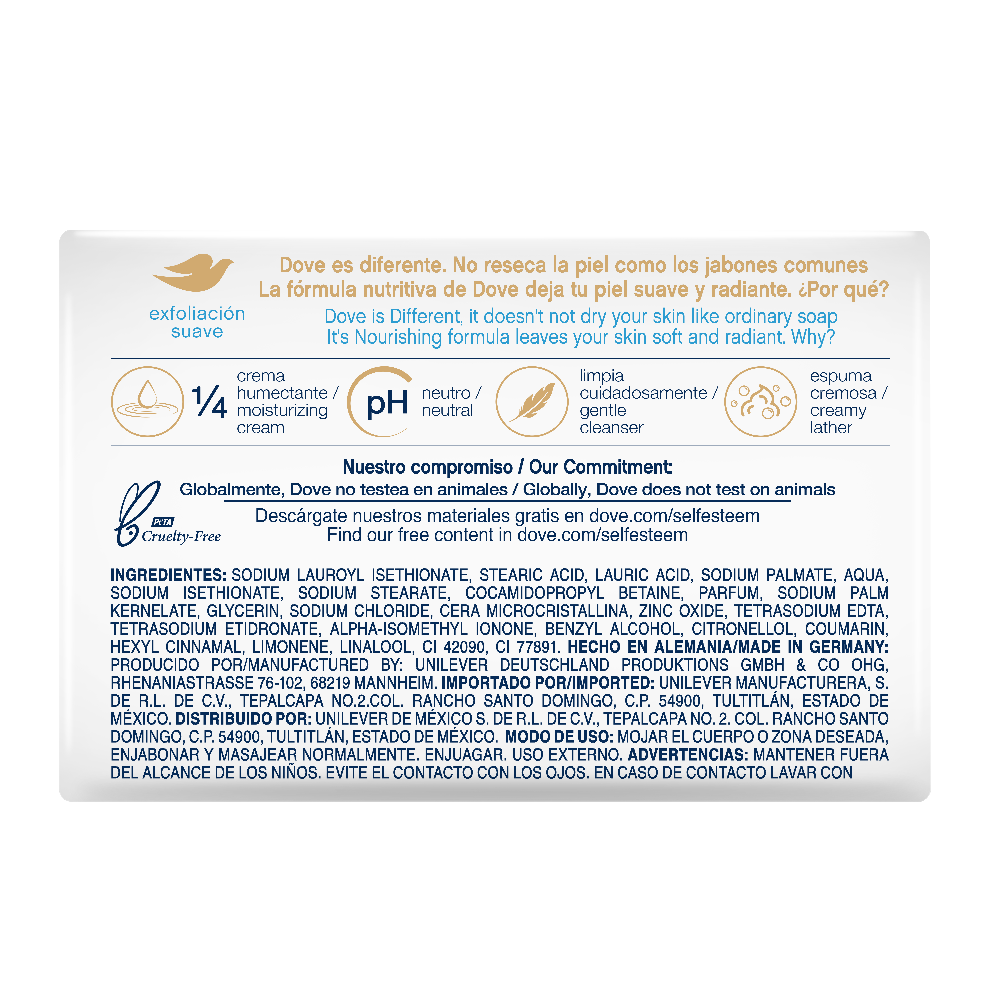 Dove es diferente. No reseca la piel como los jabones comunes
La fórmula nutritiva de Dove deja tu piel suave y radiante. ¿Por qué?
exfoliación
suave
Dove is Different, it doesn't not dry your skin like ordinary soap
It's Nourishing formula leaves your skin soft and radiant. Why?
1/4
crema
humectante /
moisturizing
cream
pH
neutro /
neutral
limpia
cuidadosamente /
gentle
cleanser
espuma
cremosa /
creamy
lather
Nuestro compromiso / Our Commitment:
Globalmente, Dove no testea en animales / Globally, Dove does not test on animals
PeTA
Cruelty-Free
Descárgate nuestros materiales gratis en dove.com/selfesteem
Find our free content in dove.com/selfesteem
INGREDIENTES: SODIUM LAUROYL ISETHIONATE, STEARIC ACID, LAURIC ACID, SODIUM PALMATE, AQUA,
SODIUM ISETHIONATE, SODIUM STEARATE, COCAMIDOPROPYL BETAINE, PARFUM, SODIUM PALM
KERNELATE, GLYCERIN, SODIUM CHLORIDE, CERA MICROCRISTALLINA, ZINC OXIDE, TETRASODIUM EDTA,
TETRASODIUM ETIDRONATE, ALPHA-ISOMETHYL IONONE, BENZYL ALCOHOL, CITRONELLOL, COUMARIN,
HEXYL CINNAMAL, LIMONENE, LINALOOL, CI 42090, CI 77891. HECHO EN ALEMANIA/MADE IN GERMANY:
PRODUCIDO POR/MANUFACTURED BY: UNILEVER DEUTSCHLAND PRODUKTIONS GMBH & CO OHG,
RHENANIASTRASSE 76-102, 68219 MANNHEIM. IMPORTADO POR/IMPORTED: UNILEVER MANUFACTURERA, S.
DE R.L. DE C.V., TEPALCAPA NO.2.COL. RANCHO SANTO DOMINGO, C.P. 54900, TULTITLÁN, ESTADO DE
MÉXICO. DISTRIBUIDO POR: UNILEVER DE MÉXICO S. DE R.L. DE C.V., TEPALCAPA NO. 2. COL. RANCHO SANTO
DOMINGO, C.P. 54900, TULTITLÁN, ESTADO DE MÉXICO. MODO DE USO: MOJAR EL CUERPO O ZONA DESEADA,
ENJABONAR Y MASAJEAR NORMALMENTE. ENJUAGAR. USO EXTERNO. ADVERTENCIAS: MANTENER FUERA
DEL ALCANCE DE LOS NIÑOS. EVITE EL CONTACTO CON LOS OJOS. EN CASO DE CONTACTO LAVAR CON